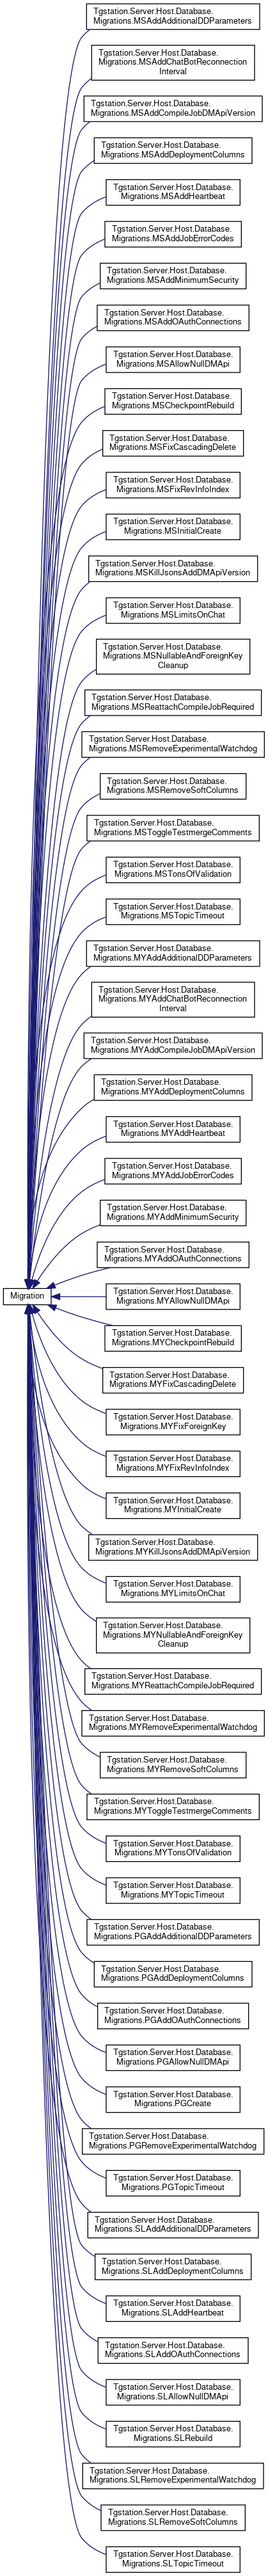 Tgstation.Server.Host.Database.
Migrations.MSAddAdditionalDDParameters
Tgstation.Server.Host.Database.
Migrations.MSAddChatBotReconnection
Interval
Tgstation.Server.Host.Database.
Migrations.MSAddCompileJobDMApiVersion
Tgstation.Server.Host.Database.
Migrations.MSAddDeploymentColumns
Tgstation.Server.Host.Database.
Migrations.MSAddHeartbeat
Tgstation.Server.Host.Database.
Migrations.MSAddJobErrorCodes
Tgstation.Server.Host.Database.
Migrations.MSAddMinimumSecurity
Tgstation.Server.Host.Database.
Migrations.MSAddOAuthConnections
Tgstation.Server.Host.Database.
Migrations.MSAllowNullDMApi
Tgstation.Server.Host.Database.
Migrations.MSCheckpointRebuild
Tgstation.Server.Host.Database.
Migrations.MSFixCascadingDelete
Tgstation.Server.Host.Database.
Migrations.MSFixRevInfoIndex
Tgstation.Server.Host.Database.
Migrations.MSInitialCreate
Tgstation.Server.Host.Database.
Migrations.MSKillJsonsAddDMApiVersion
Tgstation.Server.Host.Database.
Migrations.MSLimitsOnChat
Tgstation.Server.Host.Database.
Migrations.MSNullableAndForeignKey
Cleanup
Tgstation.Server.Host.Database.
Migrations.MSReattachCompileJobRequired
Tgstation.Server.Host.Database.
Migrations.MSRemoveExperimentalWatchdog
Tgstation.Server.Host.Database.
Migrations.MSRemoveSoftColumns
Tgstation.Server.Host.Database.
Migrations.MSToggleTestmergeComments
Tgstation.Server.Host.Database.
Migrations.MSTonsOfValidation
Tgstation.Server.Host.Database.
Migrations.MSTopicTimeout
Tgstation.Server.Host.Database.
Migrations.MYAddAdditionalDDParameters
Tgstation.Server.Host.Database.
Migrations.MYAddChatBotReconnection
Interval
Tgstation.Server.Host.Database.
Migrations.MYAddCompileJobDMApiVersion
Tgstation.Server.Host.Database.
Migrations.MYAddDeploymentColumns
Tgstation.Server.Host.Database.
Migrations.MYAddHeartbeat
Tgstation.Server.Host.Database.
Migrations.MYAddJobErrorCodes
Tgstation.Server.Host.Database.
Migrations.MYAddMinimumSecurity
Tgstation.Server.Host.Database.
Migrations.MYAddOAuthConnections
Migration
Tgstation.Server.Host.Database.
Migrations.MYAllowNullDMApi
Tgstation.Server.Host.Database.
Migrations.MYCheckpointRebuild
Tgstation.Server.Host.Database.
Migrations.MYFixCascadingDelete
Tgstation.Server.Host.Database.
Migrations.MYFixForeignKey
Tgstation.Server.Host.Database.
Migrations.MYFixRevInfoIndex
Tgstation.Server.Host.Database.
Migrations.MYInitialCreate
Tgstation.Server.Host.Database.
Migrations.MYKillJsonsAddDMApiVersion
Tgstation.Server.Host.Database.
Migrations.MYLimitsOnChat
Tgstation.Server.Host.Database.
Migrations.MYNullableAndForeignKey
Cleanup
Tgstation.Server.Host.Database.
Migrations.MYReattachCompileJobRequired
Tgstation.Server.Host.Database.
Migrations.MYRemoveExperimentalWatchdog
Tgstation.Server.Host.Database.
Migrations.MYRemoveSoftColumns
Tgstation.Server.Host.Database.
Migrations.MYToggleTestmergeComments
Tgstation.Server.Host.Database.
Migrations.MYTonsOfValidation
Tgstation.Server.Host.Database.
Migrations.MYTopicTimeout
Tgstation.Server.Host.Database.
Migrations.PGAddAdditionalDDParameters
Tgstation.Server.Host.Database.
Migrations.PGAddDeploymentColumns
Tgstation.Server.Host.Database.
Migrations.PGAddOAuthConnections
Tgstation.Server.Host.Database.
Migrations.PGAllowNullDMApi
Tgstation.Server.Host.Database.
Migrations.PGCreate
Tgstation.Server.Host.Database.
Migrations.PGRemoveExperimentalWatchdog
Tgstation.Server.Host.Database.
Migrations.PGTopicTimeout
Tgstation.Server.Host.Database.
Migrations.SLAddAdditionalDDParameters
Tgstation.Server.Host.Database.
Migrations.SLAddDeploymentColumns
Tgstation.Server.Host.Database.
Migrations.SLAddHeartbeat
Tgstation.Server.Host.Database.
Migrations.SLAddOAuthConnections
Tgstation.Server.Host.Database.
Migrations.SLAllowNullDMApi
Tgstation.Server.Host.Database.
Migrations.SLRebuild
Tgstation.Server.Host.Database.
Migrations.SLRemoveExperimentalWatchdog
Tgstation.Server.Host.Database.
Migrations.SLRemoveSoftColumns
Tgstation.Server.Host.Database.
Migrations.SLTopicTimeout